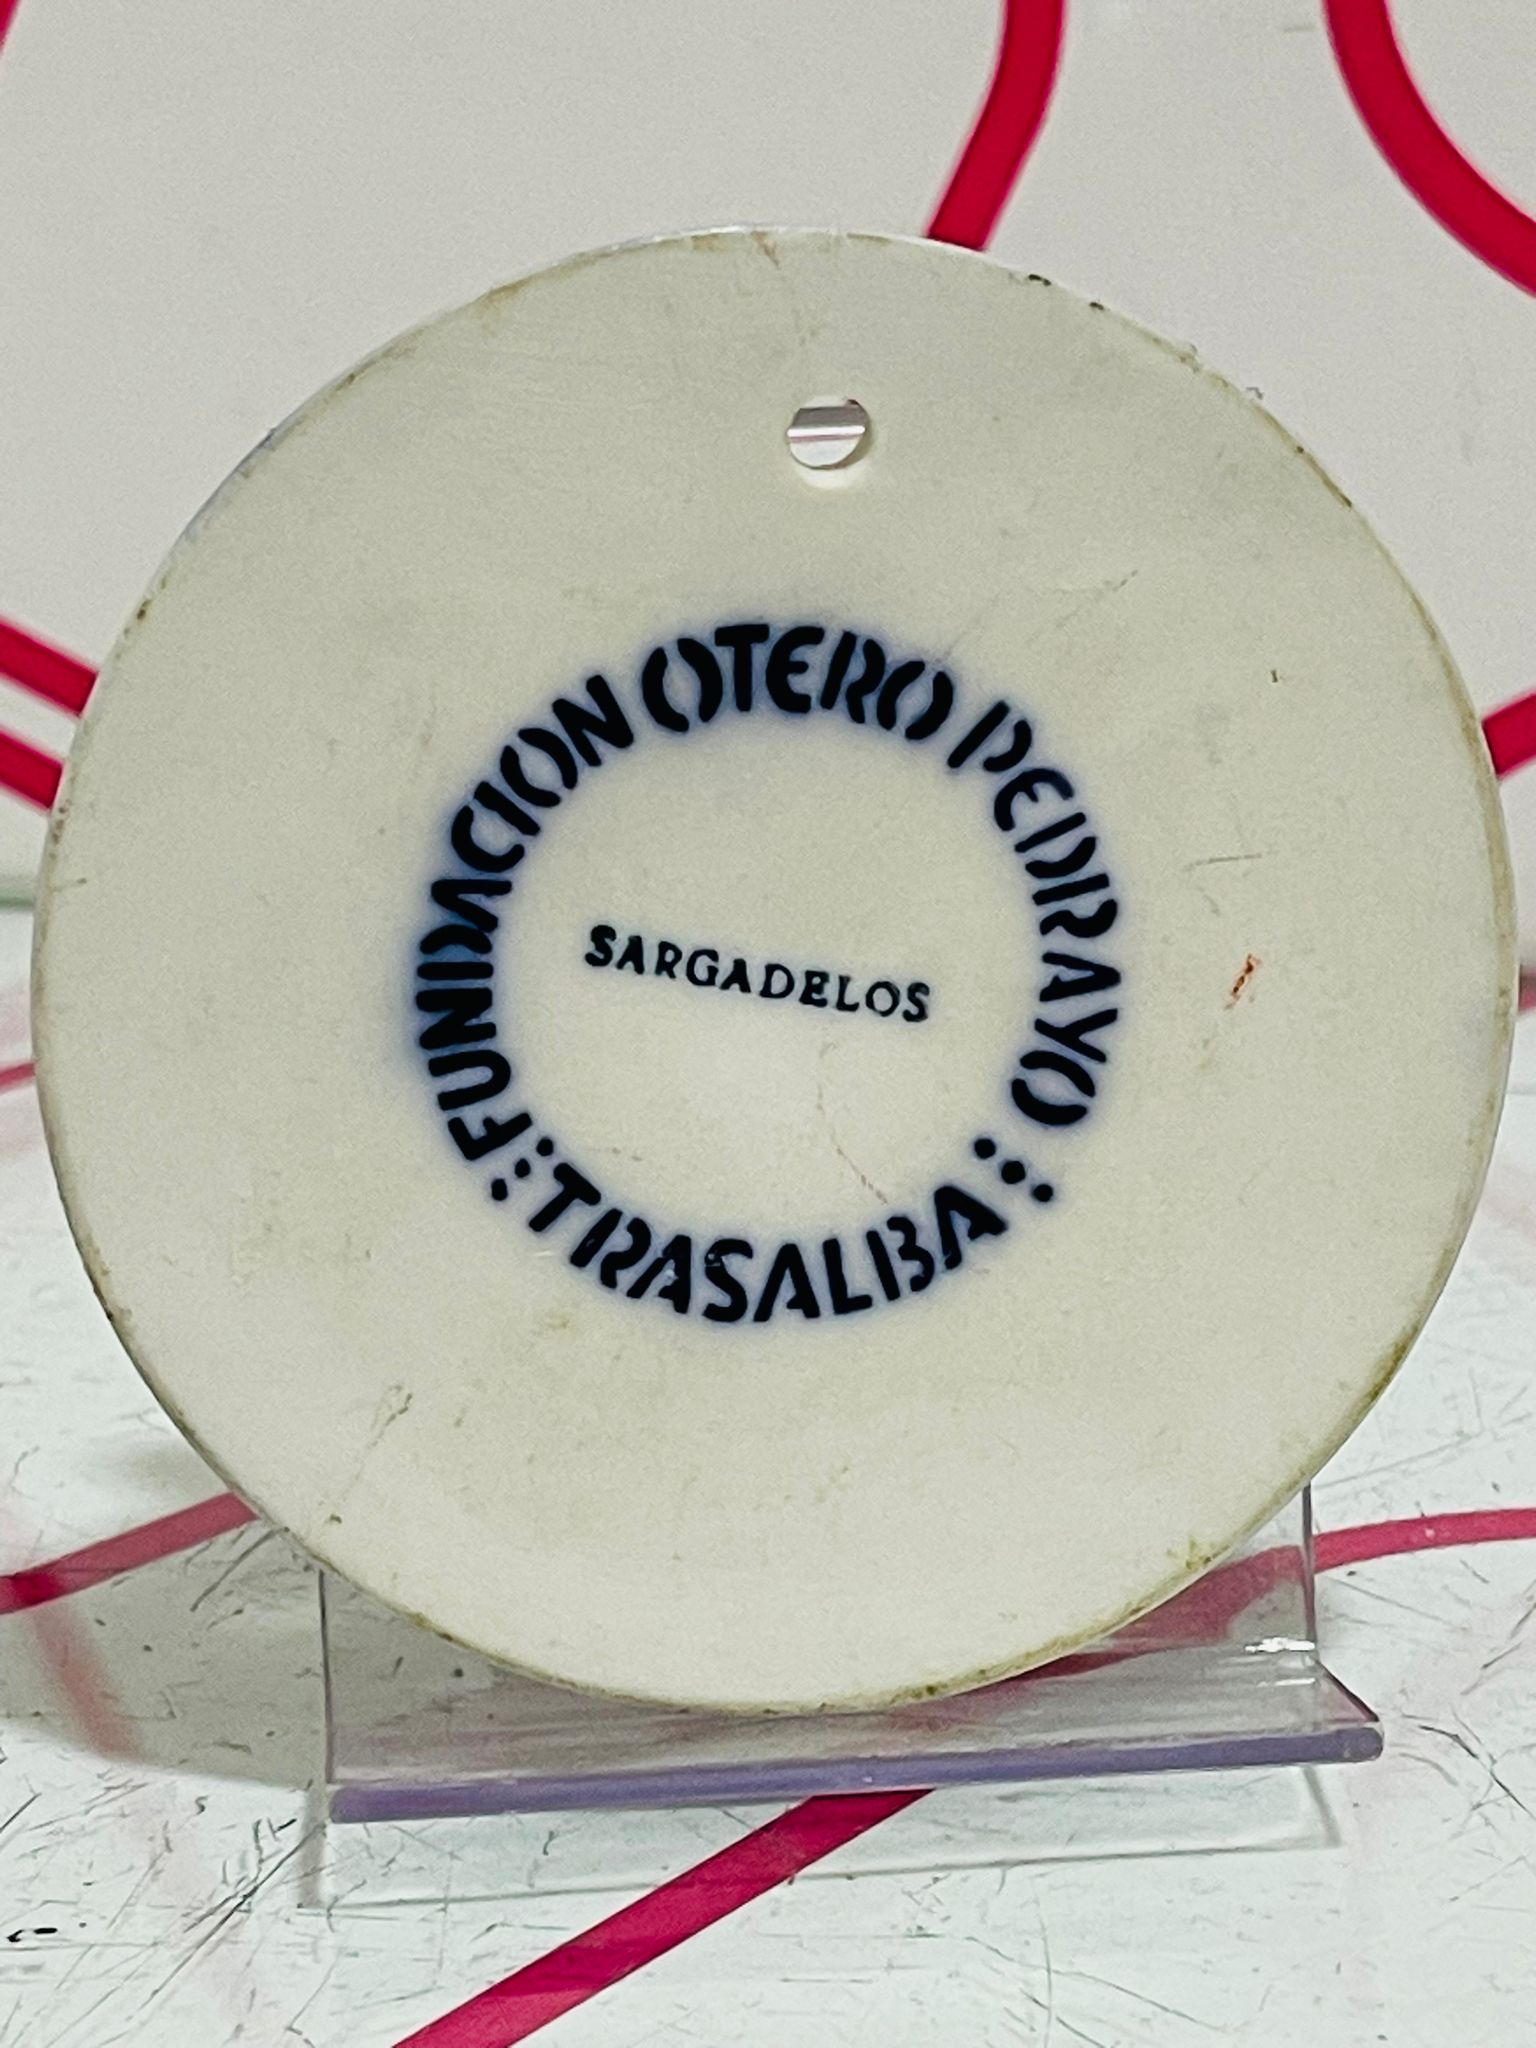 FUNDACION OTERO PEDRAYO
SARGADELOS
TRASALBA